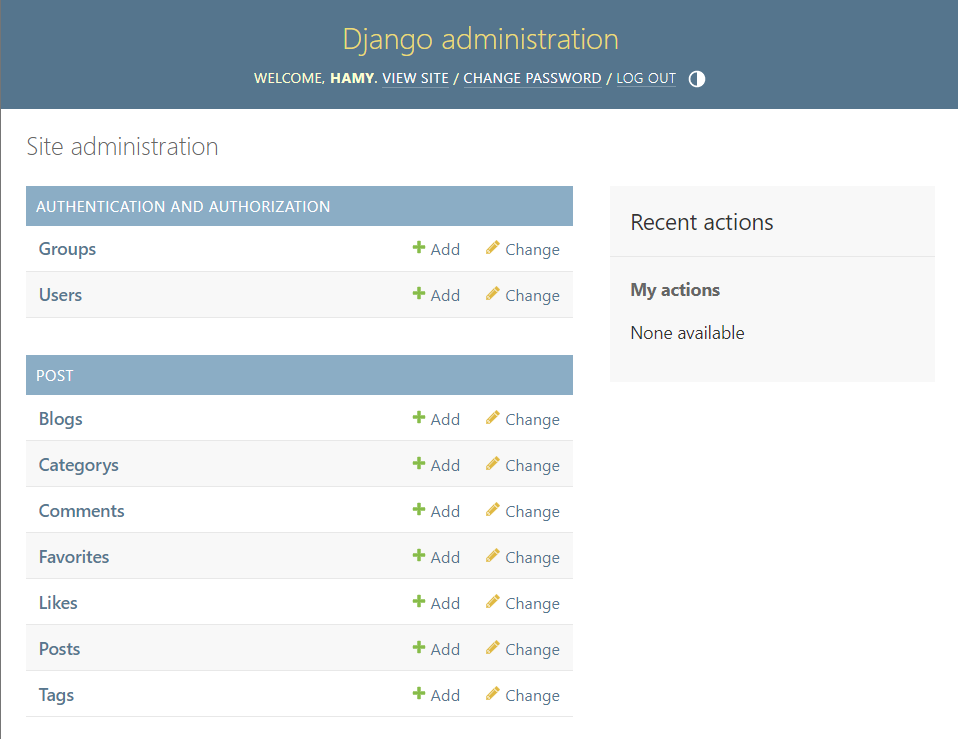 Django administration
WELCOME, HAMY. VIEW SITE / CHANGE PASSWORD / LOG OUT
Site administration
AUTHENTICATION AND AUTHORIZATION
Groups Add Change
Users Add Change
POST
Blogs Add Change
Categorys Add Change
Comments Add Change
Favorites Add Change
Likes Add Change
Posts Add Change
Tags Add Change
Recent actions
My actions
None available